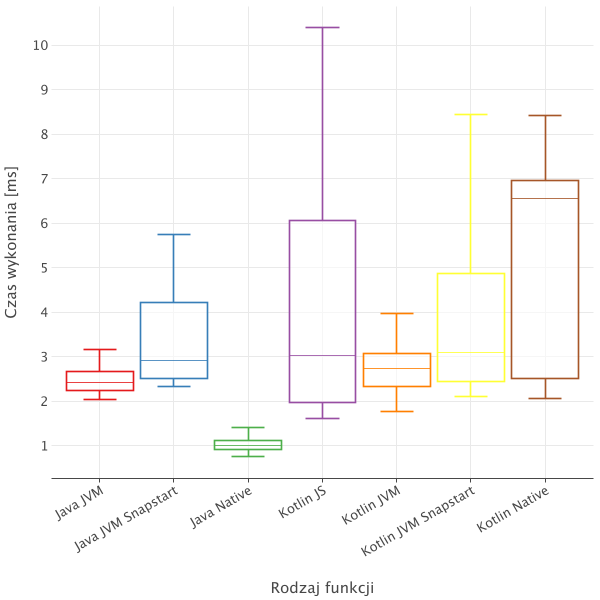 Czas wykonania [ms]
10
9
8
7
6
5
4
3
2
1
Java JVM
Java JVM Snapstart
Java Native
Kotlin JS
Kotlin JVM
Kotlin JVM Snapstart
Kotlin Native
Rodzaj funkcji